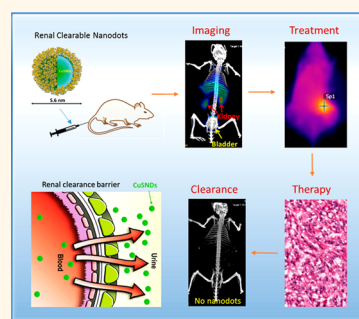 Renal Clearable Nanodots
5.6 nm
Imaging
Kidney
Bladder
Treatment
Sp1
Renal clearance barrier
CuSNDs
Blood
Urine
Clearance
No nanodots
Therapy